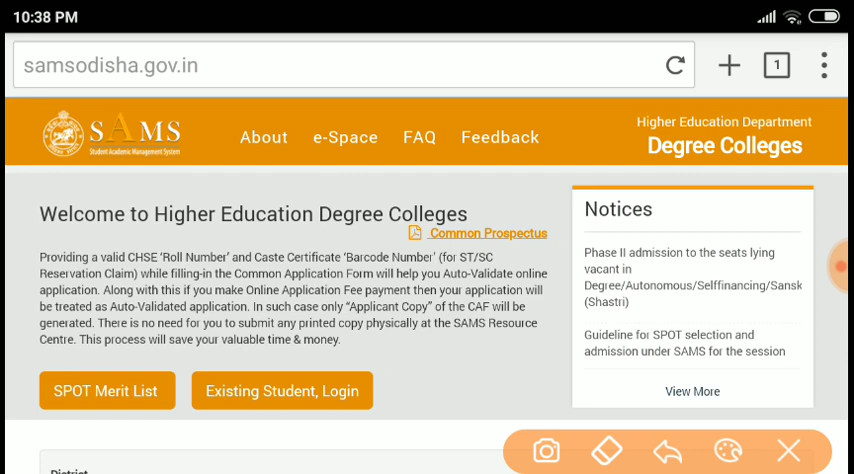 10:38 PM
samsodisha.gov.in
1
SAMS
Student Academic Management System
About e-Space FAQ Feedback
Higher Education Department
Degree Colleges
Welcome to Higher Education Degree Colleges
Common Prospectus
Providing a valid CHSE 'Roll Number' and Caste Certificate 'Barcode Number' (for ST/SC
Reservation Claim) while filling-in the Common Application Form will help you Auto-Validate online
application. Along with this if you make Online Application Fee payment then your application will
be treated as Auto-Validated application. In such case only "Applicant Copy" of the CAF will be
generated. There is no need for you to submit any printed copy physically at the SAMS Resource
Centre. This process will save your valuable time & money.
SPOT Merit List
Existing Student, Login
Notices
Phase II admission to the seats lying
vacant in
Degree/Autonomous/Selffinancing/Sansk
(Shastri)
Guideline for SPOT selection and
admission under SAMS for the session
View More
District